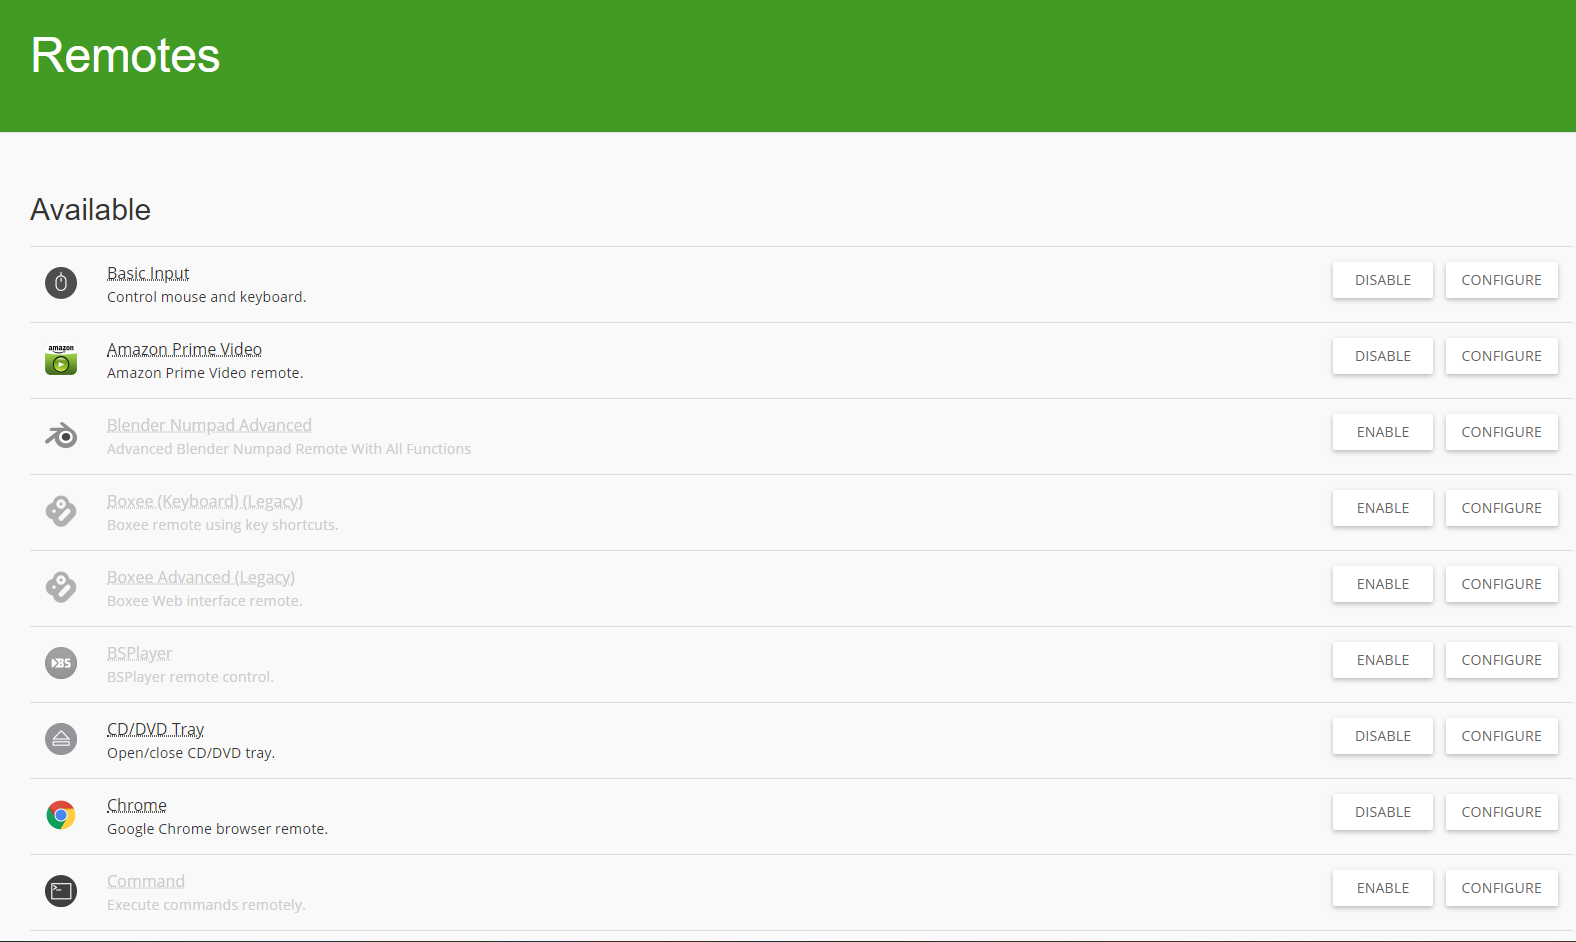 Remotes
Available
Basic Input
Control mouse and keyboard.
DISABLE CONFIGURE
amazon
Amazon Prime Video
Amazon Prime Video remote.
DISABLE CONFIGURE
Blender Numpad Advanced
Advanced Blender Numpad Remote With All Functions
ENABLE CONFIGURE
Boxee (Keyboard) (Legacy)
Boxee remote using key shortcuts.
ENABLE CONFIGURE
Boxee Advanced (Legacy)
Boxee Web interface remote.
ENABLE CONFIGURE
BS
BSPlayer
BSPlayer remote control.
ENABLE CONFIGURE
CD/DVD Tray
Open/close CD/DVD tray.
DISABLE CONFIGURE
Chrome
Google Chrome browser remote.
DISABLE CONFIGURE
Command
Execute commands remotely.
ENABLE CONFIGURE